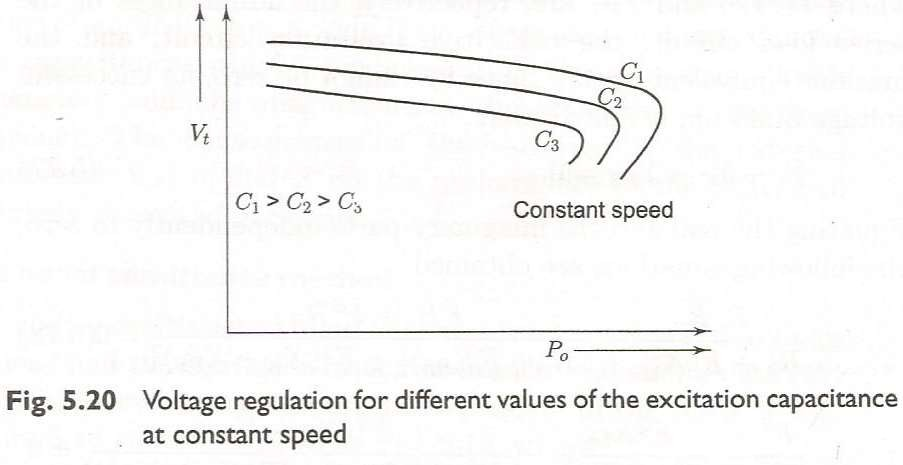 C₁
C₂
Vₜ
C₃
C₁ > C₂ > C₃
Constant speed
Pₒ
Fig. 5.20 Voltage regulation for different values of the excitation capacitance
at constant speed